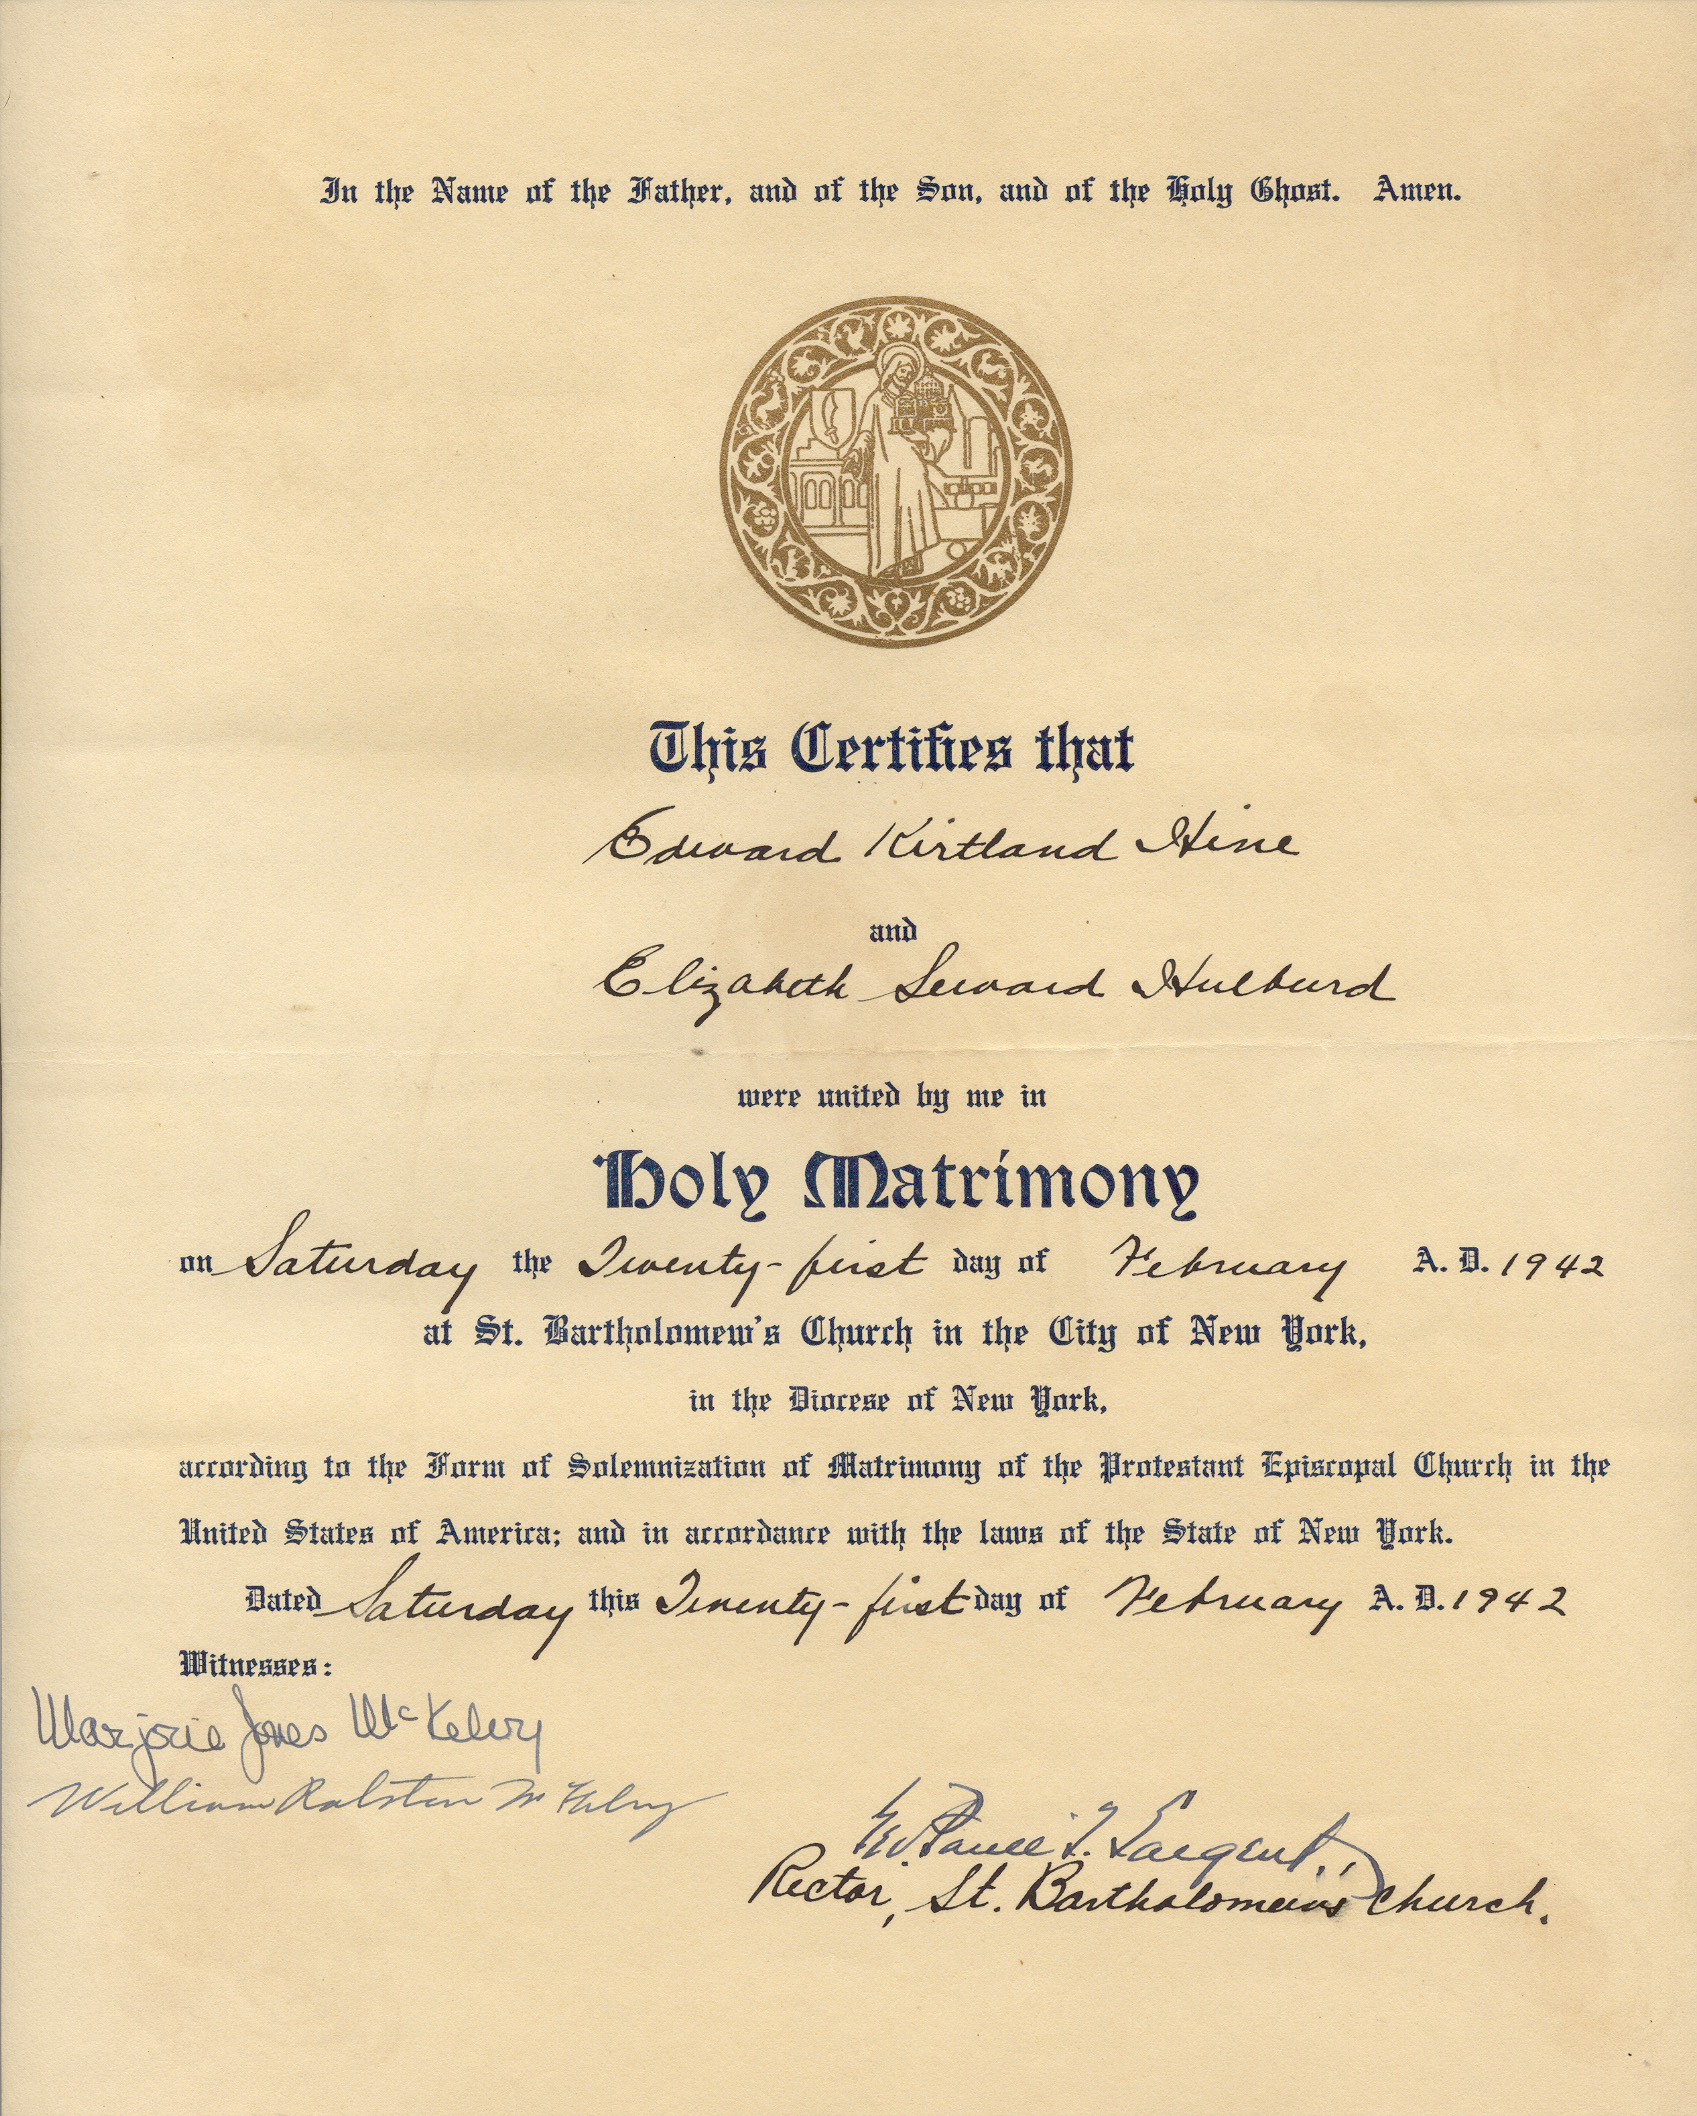 In the Name of the Father, and of the Son, and of the Holy Ghost. Amen.
This Certifies that
Edward Kirtland Hine
and
Elizabeth Seward Hulburd
were united by me in
Holy Matrimony
on Saturday the Twenty-first day of February A. D. 1942
at St. Bartholomew's Church in the City of New York,
in the Diocese of New York,
according to the Form of Solemnization of Matrimony of the Protestant Episcopal Church in the
United States of America; and in accordance with the laws of the State of New York.
Dated Saturday this Twenty-first day of February A. D. 1942
Witnesses:
Marjorie Jones McKelvy
William Ralston McKelvy
T. Sargent,
Rector, St. Bartholomew's Church.